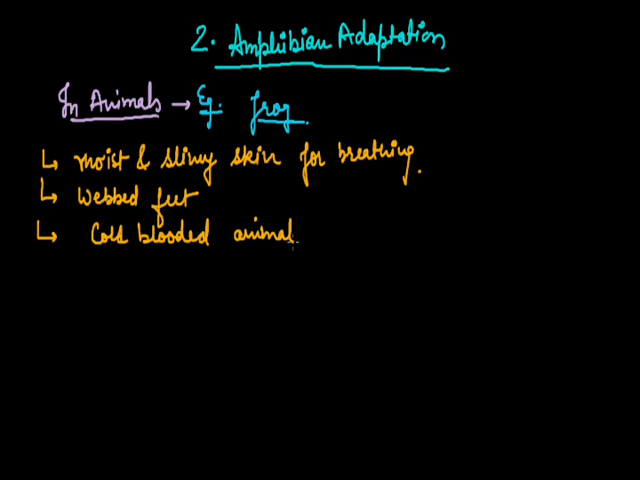 2. Amphibian Adaptation
In Animals → Eg. frog.
↳ moist & slimy skin for breathing.
↳ Webbed feet
↳ Cold blooded animal